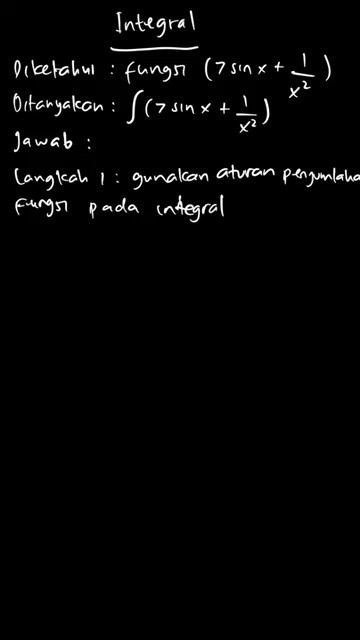 Integral
Diketahui : fungsi (7 sin x + 1/x²)
Ditanyakan : ∫(7 sin x + 1/x²)
Jawab :
Langkah 1 : gunakan aturan penjumlaha
fungsi pada integral